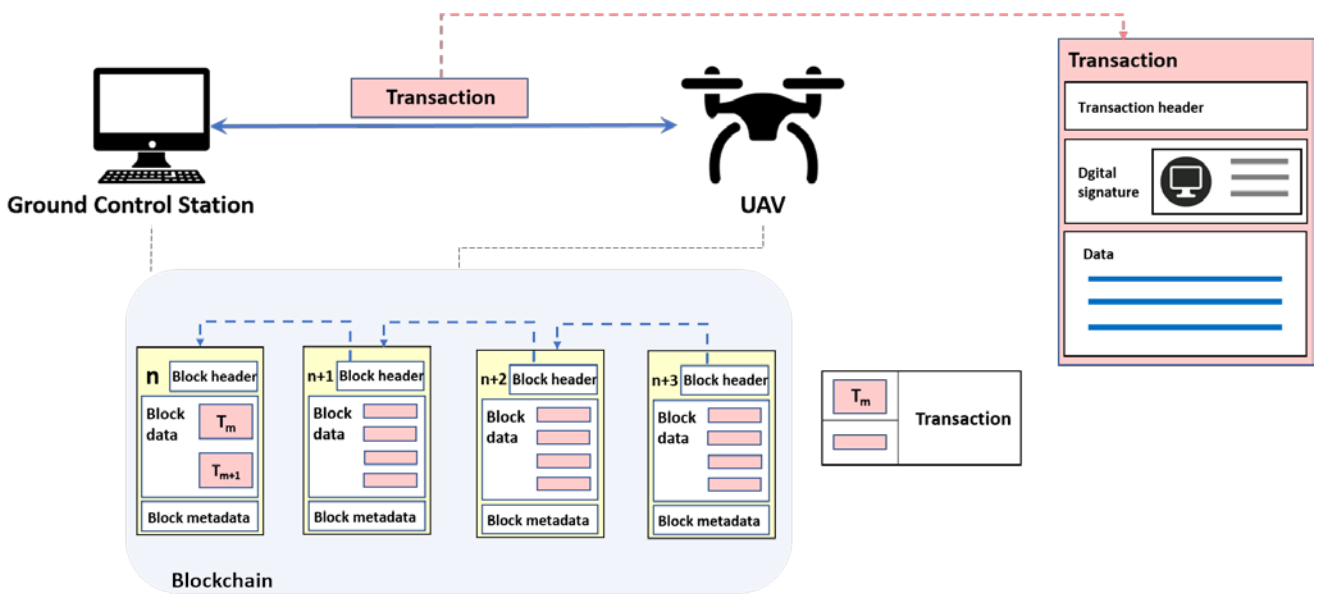 Transaction
Ground Control Station
UAV
Transaction
Transaction header
Dgital
signature
Data
n
Block header
Block
data
Tm
Tm+1
Block metadata
n+1
Block header
Block
data
Block metadata
n+2
Block header
Block
data
Block metadata
n+3
Block header
Block
data
Block metadata
Blockchain
Tm
Transaction